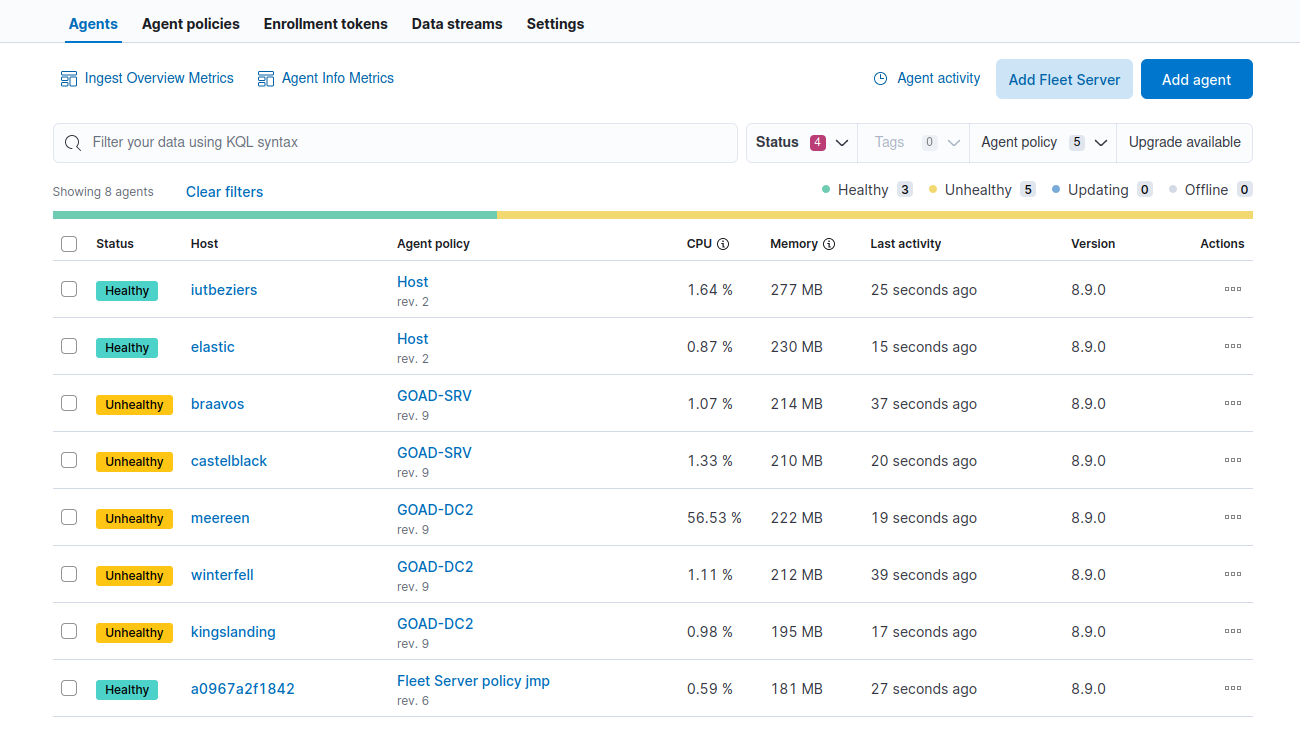 Agents Agent policies Enrollment tokens Data streams Settings
Ingest Overview Metrics Agent Info Metrics Agent activity Add Fleet Server Add agent
Filter your data using KQL syntax Status 4 Tags 0 Agent policy 5 Upgrade available
Showing 8 agents Clear filters Healthy 3 Unhealthy 5 Updating 0 Offline 0
Status Host Agent policy CPU Memory Last activity Version Actions
Healthy iutbeziers Host 1.64 % 277 MB 25 seconds ago 8.9.0
rev. 2
Healthy elastic Host 0.87 % 230 MB 15 seconds ago 8.9.0
rev. 2
Unhealthy braavos GOAD-SRV 1.07 % 214 MB 37 seconds ago 8.9.0
rev. 9
Unhealthy castelblack GOAD-SRV 1.33 % 210 MB 20 seconds ago 8.9.0
rev. 9
Unhealthy meereen GOAD-DC2 56.53 % 222 MB 19 seconds ago 8.9.0
rev. 9
Unhealthy winterfell GOAD-DC2 1.11 % 212 MB 39 seconds ago 8.9.0
rev. 9
Unhealthy kingslanding GOAD-DC2 0.98 % 195 MB 17 seconds ago 8.9.0
rev. 9
Healthy a0967a2f1842 Fleet Server policy jmp 0.59 % 181 MB 27 seconds ago 8.9.0
rev. 6